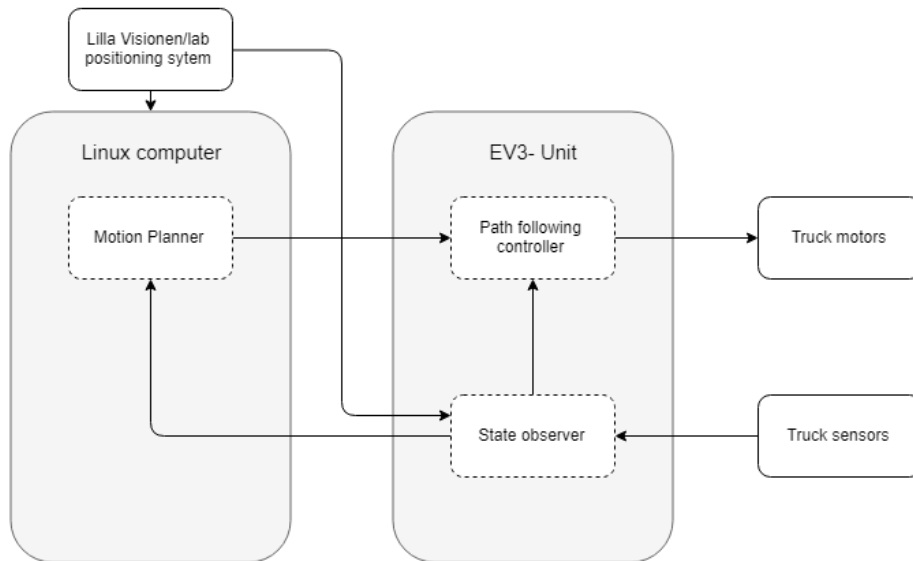 Lilla Visionen/lab
positioning sytem
Linux computer
EV3- Unit
Motion Planner
Path following
controller
Truck motors
State observer
Truck sensors